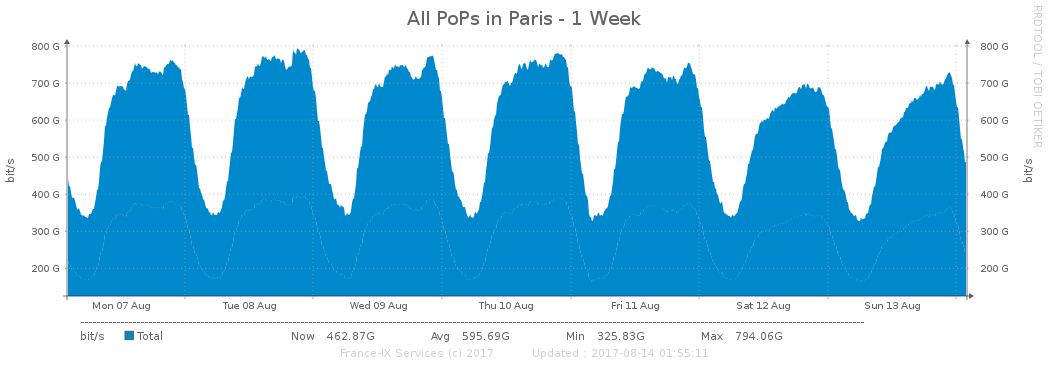 All PoPs in Paris - 1 Week
RRDTOOL / TOBI OETIKER
800 G 800 G
700 G 700 G
600 G 600 G
500 G 500 G
400 G 400 G
300 G 300 G
200 G 200 G
bit/s bit/s
Mon 07 Aug Tue 08 Aug Wed 09 Aug Thu 10 Aug Fri 11 Aug Sat 12 Aug Sun 13 Aug
bit/s Total Now 462.87G Avg 595.69G Min 325.83G Max 794.06G
France-IX Services (c) 2017 Updated : 2017-08-14 01:55:11